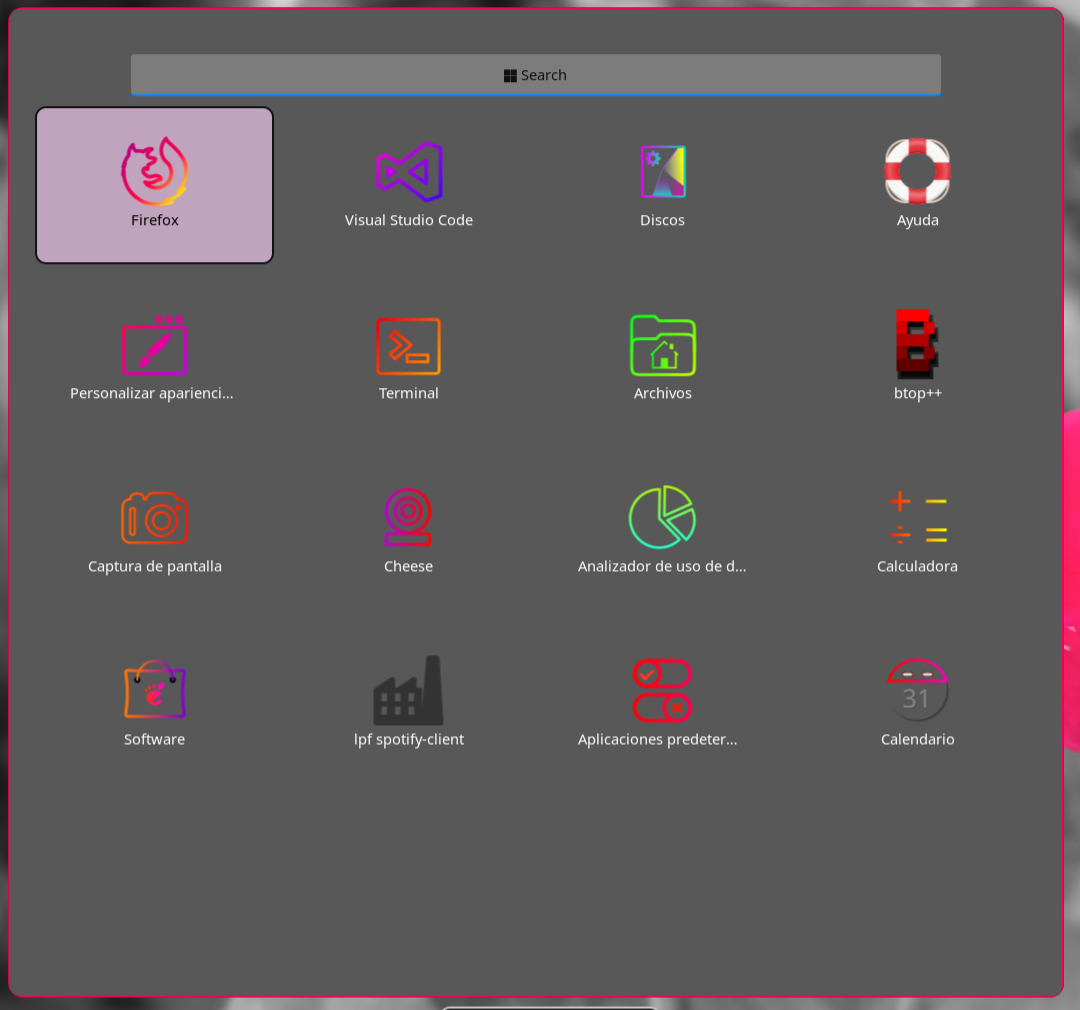 Search
Firefox
Visual Studio Code
Discos
Ayuda
Personalizar aparienci...
Terminal
Archivos
btop++
Captura de pantalla
Cheese
Analizador de uso de d...
Calculadora
Software
lpf spotify-client
Aplicaciones predeter...
31
Calendario